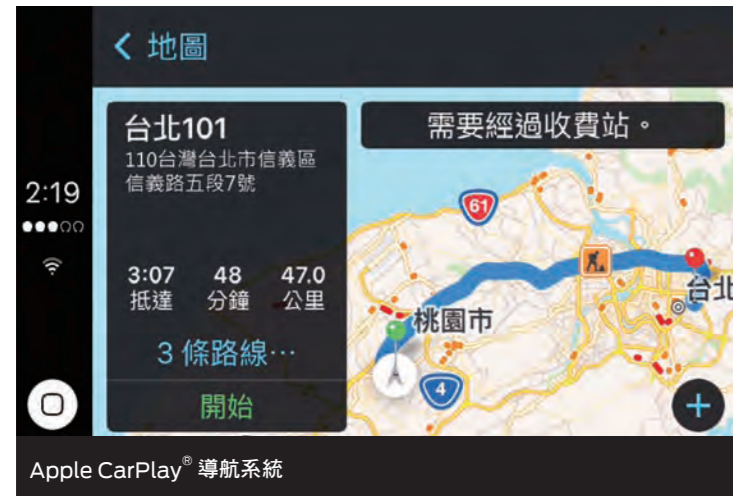 地圖
台北101
110台灣台北市信義區
信義路五段7號
需要經過收費站。
2:19
3:07 48 47.0
抵達 分鐘 公里
3 條路線…
開始
61
桃園市
台北
4
+
Apple CarPlay® 導航系統